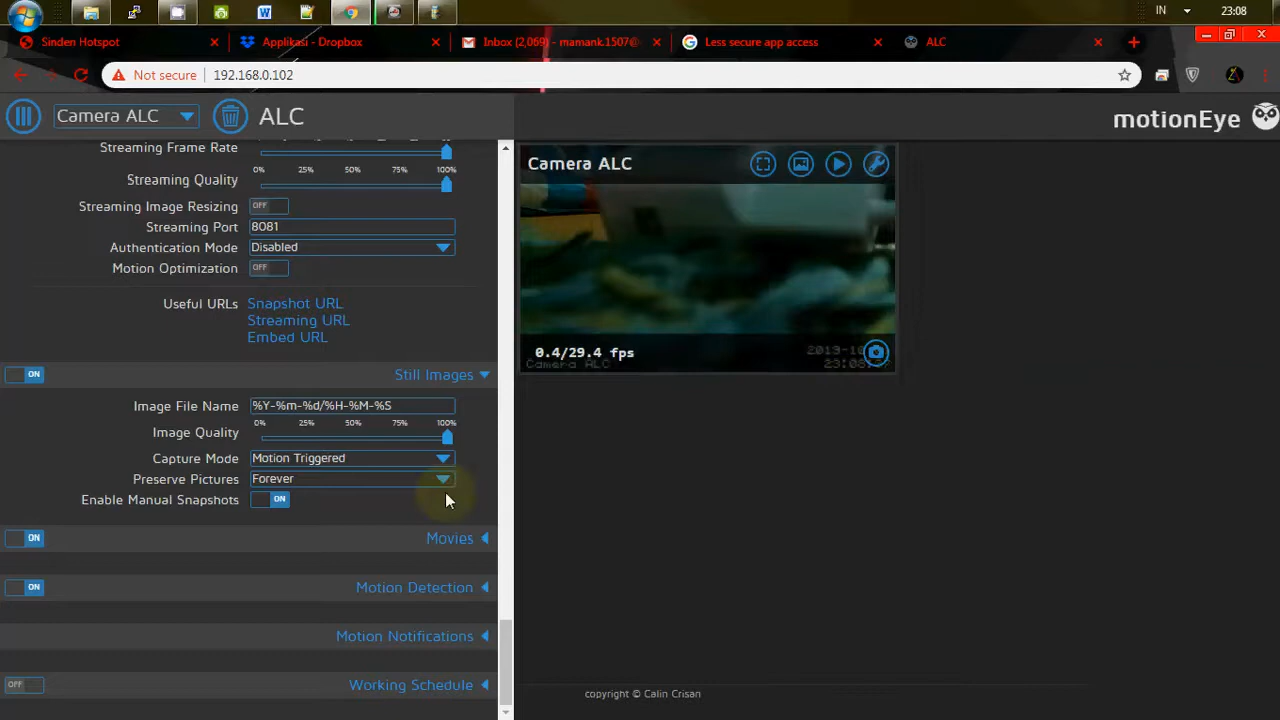 IN
23:08
Sinden Hotspot
Applikasi - Dropbox
Inbox (2,069) - mamank.1507@
Less secure app access
ALC
Not secure
192.168.0.102
Camera ALC
ALC
motionEye
Streaming Frame Rate
0% 25% 50% 75% 100%
Streaming Quality
Streaming Image Resizing OFF
Streaming Port 8081
Authentication Mode Disabled
Motion Optimization OFF
Useful URLs Snapshot URL
Streaming URL
Embed URL
ON Still Images
Image File Name %Y-%m-%d/%H-%M-%S
0% 25% 50% 75% 100%
Image Quality
Capture Mode Motion Triggered
Preserve Pictures Forever
Enable Manual Snapshots ON
ON Movies
ON Motion Detection
Motion Notifications
OFF Working Schedule
Camera ALC
0.4/29.4 fps
Camera ALC
copyright © Calin Crisan